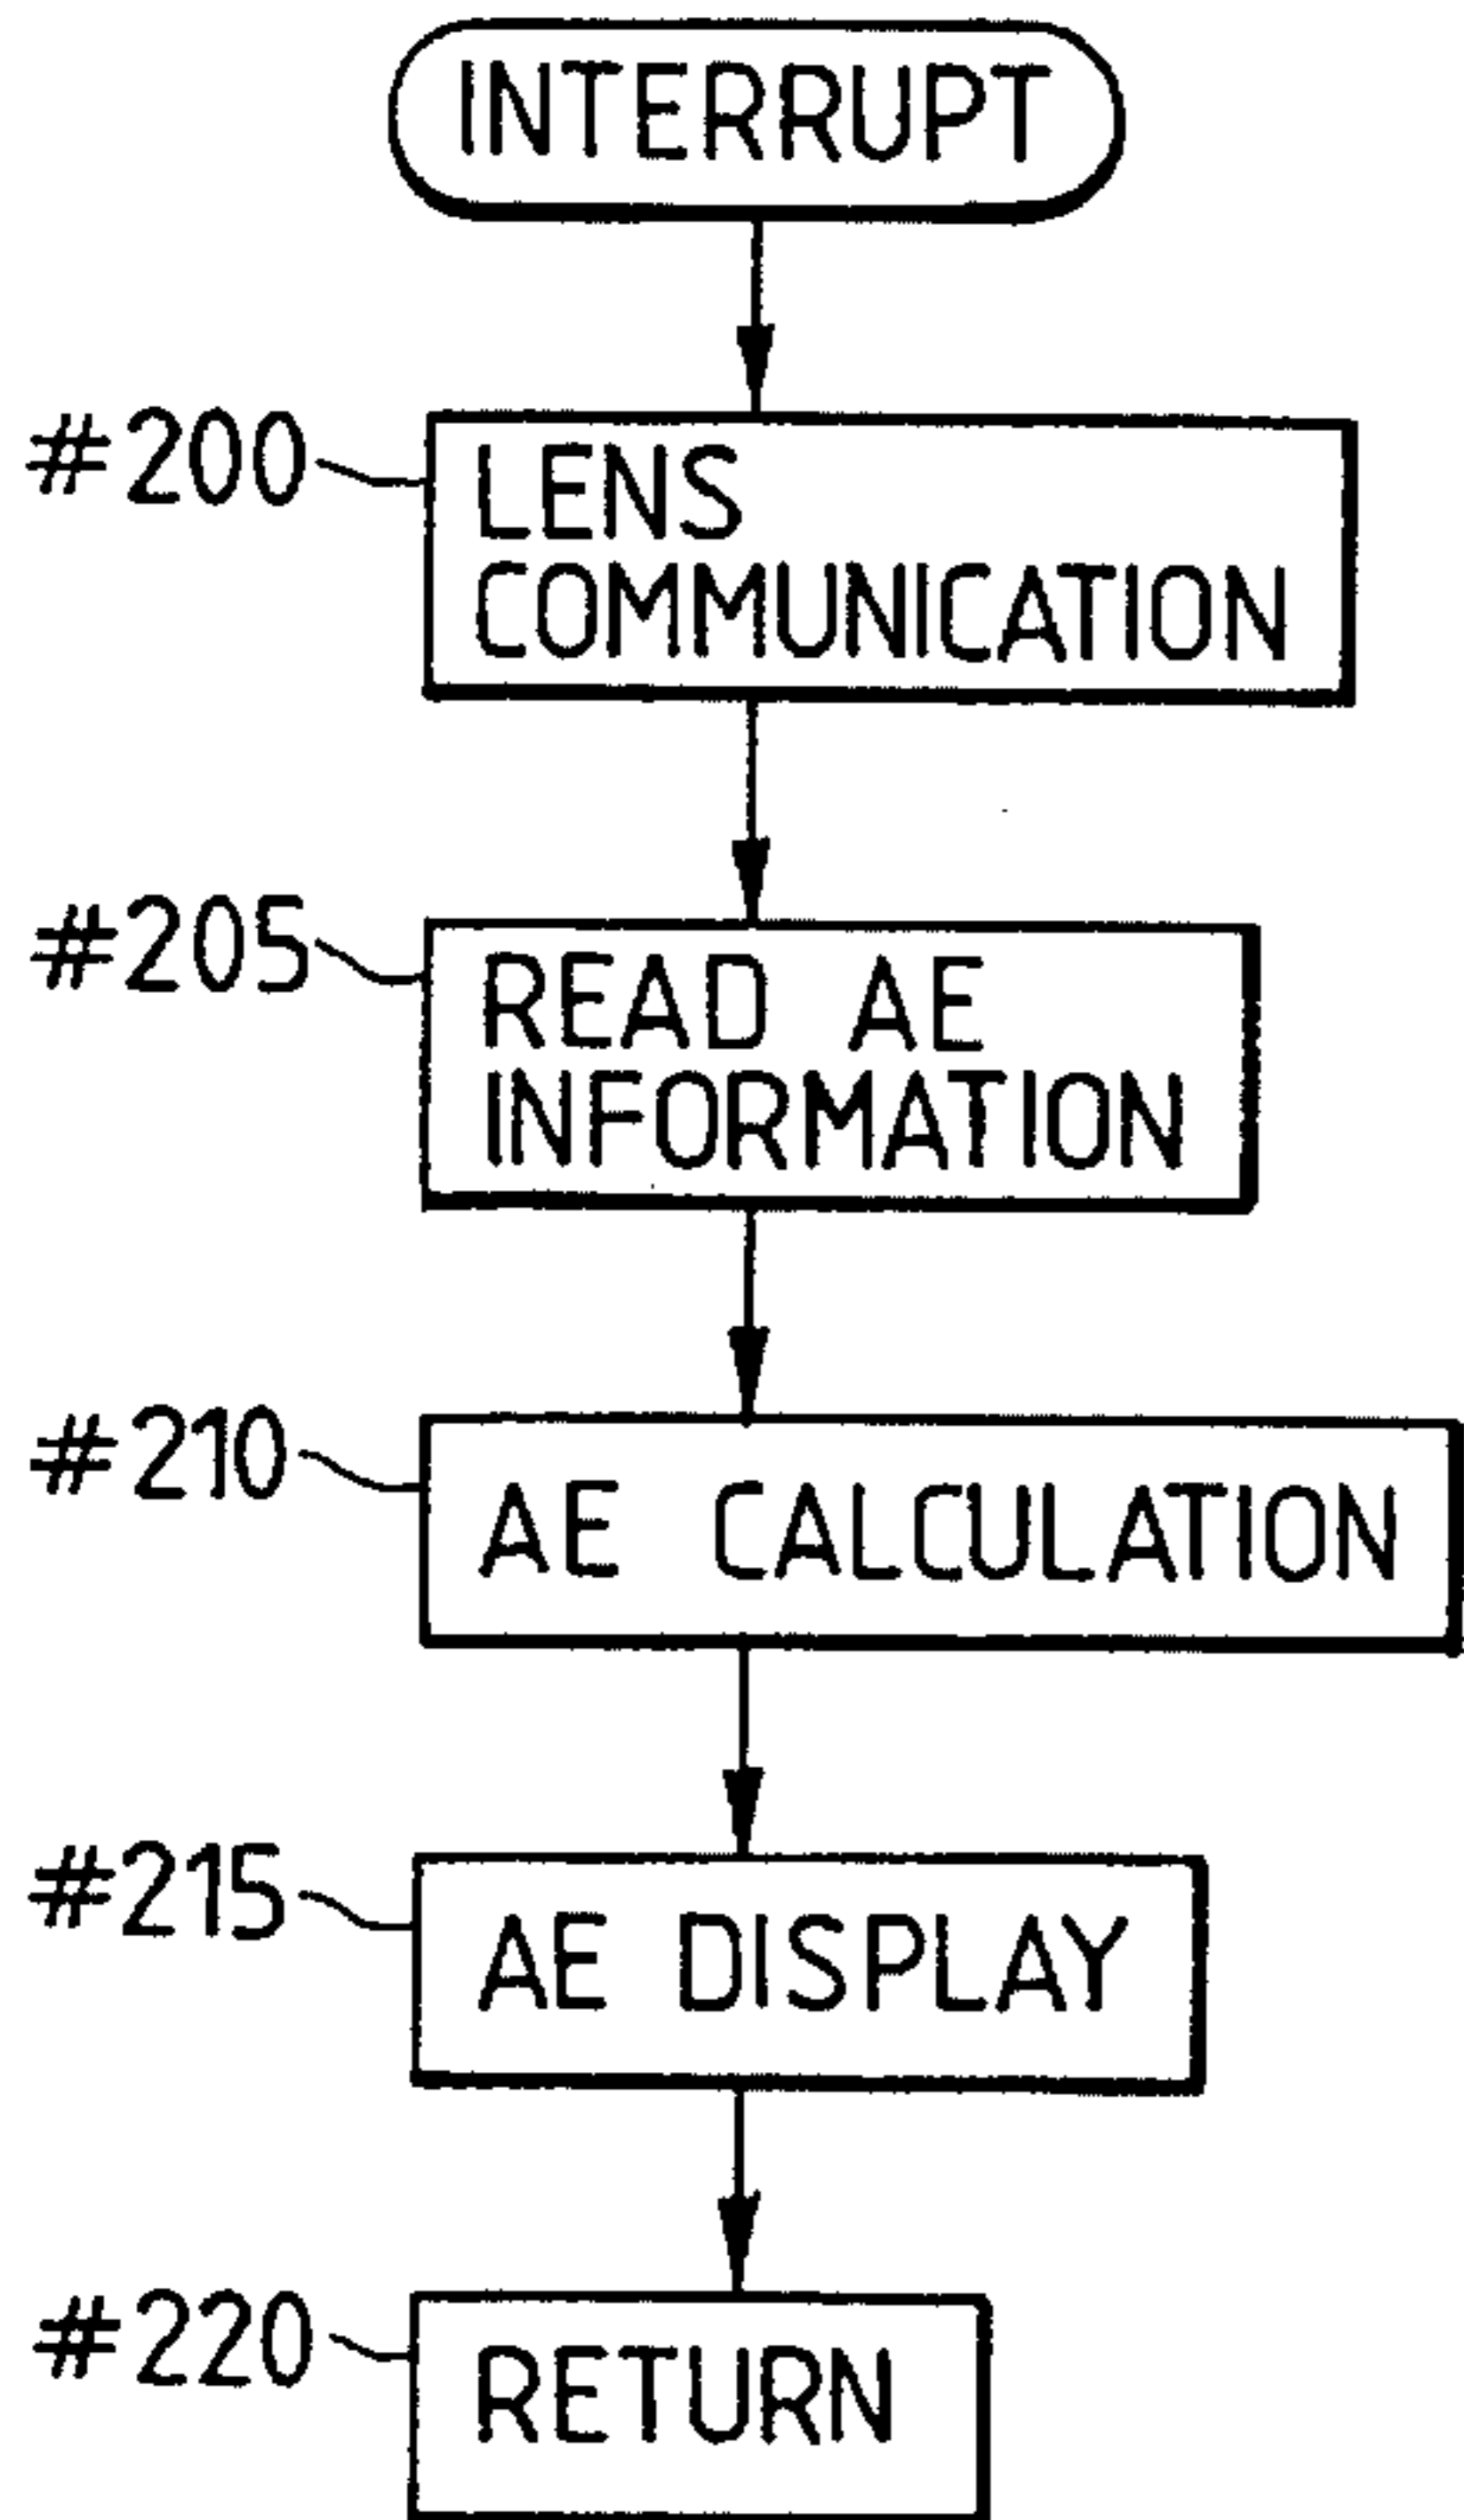 INTERRUPT
#200
LENS
COMMUNICATION
#205
READ AE
INFORMATION
#210
AE CALCULATION
#215
AE DISPLAY
#220
RETURN